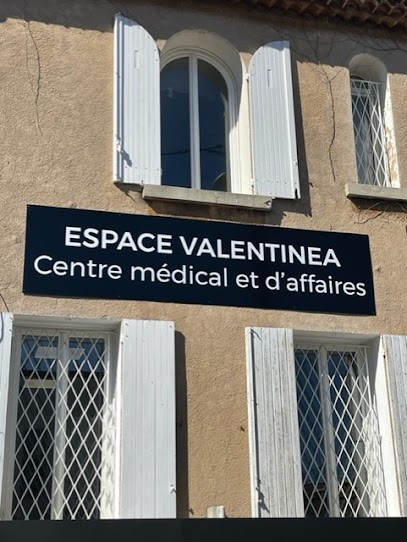 ESPACE VALENTINEA
Centre médical et d'affaires